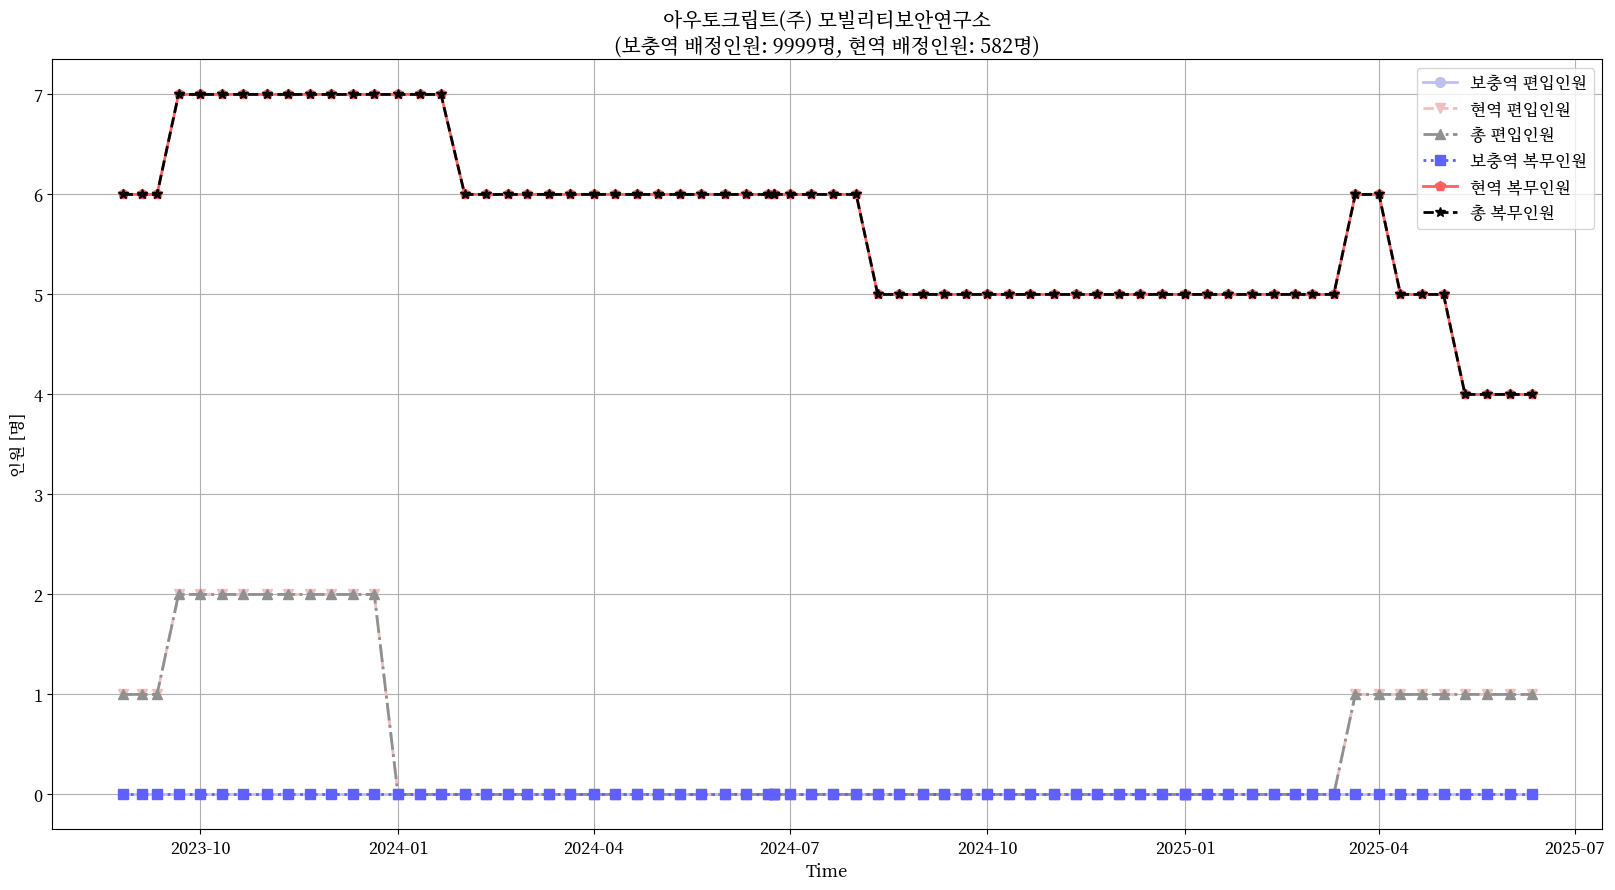 아우토크립트(주) 모빌리티보안연구소
(보충역 배정인원: 9999명, 현역 배정인원: 582명)
보충역 편입인원
현역 편입인원
총 편입인원
보충역 복무인원
현역 복무인원
총 복무인원
인원 [명]
7
6
5
4
3
2
1
0
2023-10
2024-01
2024-04
2024-07
2024-10
2025-01
2025-04
2025-07
Time